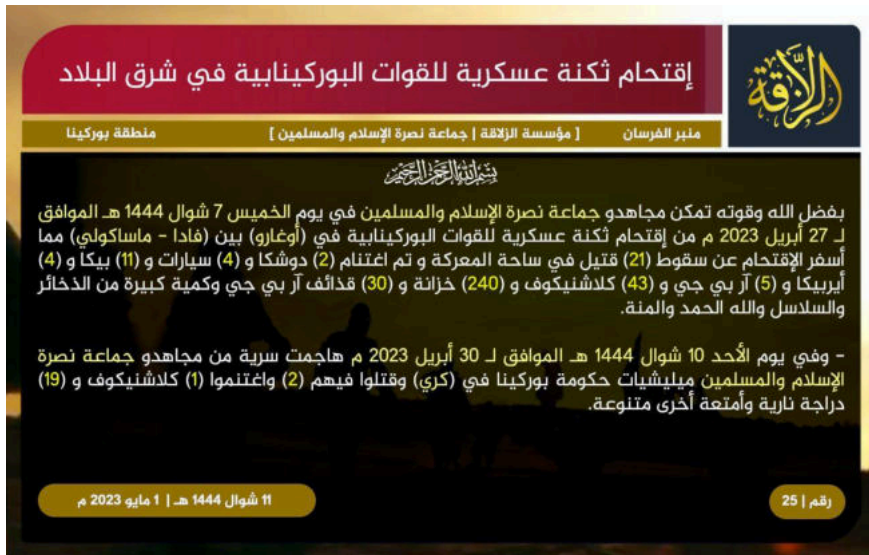 إقتحام ثكنة عسكرية للقوات البوركينابية في شرق البلاد
الزلاقة
منبر الفرسان
[ مؤسسة الزلاقة | جماعة نصرة الإسلام والمسلمين ]
منطقة بوركينا
بسم الله الرحمن الرحيم
بفضل الله وقوته تمكن مجاهدو جماعة نصرة الإسلام والمسلمين في يوم الخميس 7 شوال 1444 هـ الموافق
لـ 27 أبريل 2023 م من إقتحام ثكنة عسكرية للقوات البوركينابية في (أوغارو) بين (فادا - ماساكولي) مما
أسفر الإقتحام عن سقوط (21) قتيل في ساحة المعركة و تم اغتنام (2) دوشكا و (4) سيارات و (11) بيكا و (4)
أيربيكا و (5) آر بي جي و (43) كلاشنيكوف و (240) خزانة و (30) قذائف آر بي جي وكمية كبيرة من الذخائر
والسلاسل والله الحمد والمنة.
- وفي يوم الأحد 10 شوال 1444 هـ الموافق لـ 30 أبريل 2023 م هاجمت سرية من مجاهدو جماعة نصرة
الإسلام والمسلمين ميليشيات حكومة بوركينا في (كري) وقتلوا فيهم (2) واغتنموا (1) كلاشنيكوف و (19)
دراجة نارية وأمتعة أخرى متنوعة.
رقم | 25
11 شوال 1444 هـ | 1 مايو 2023 م